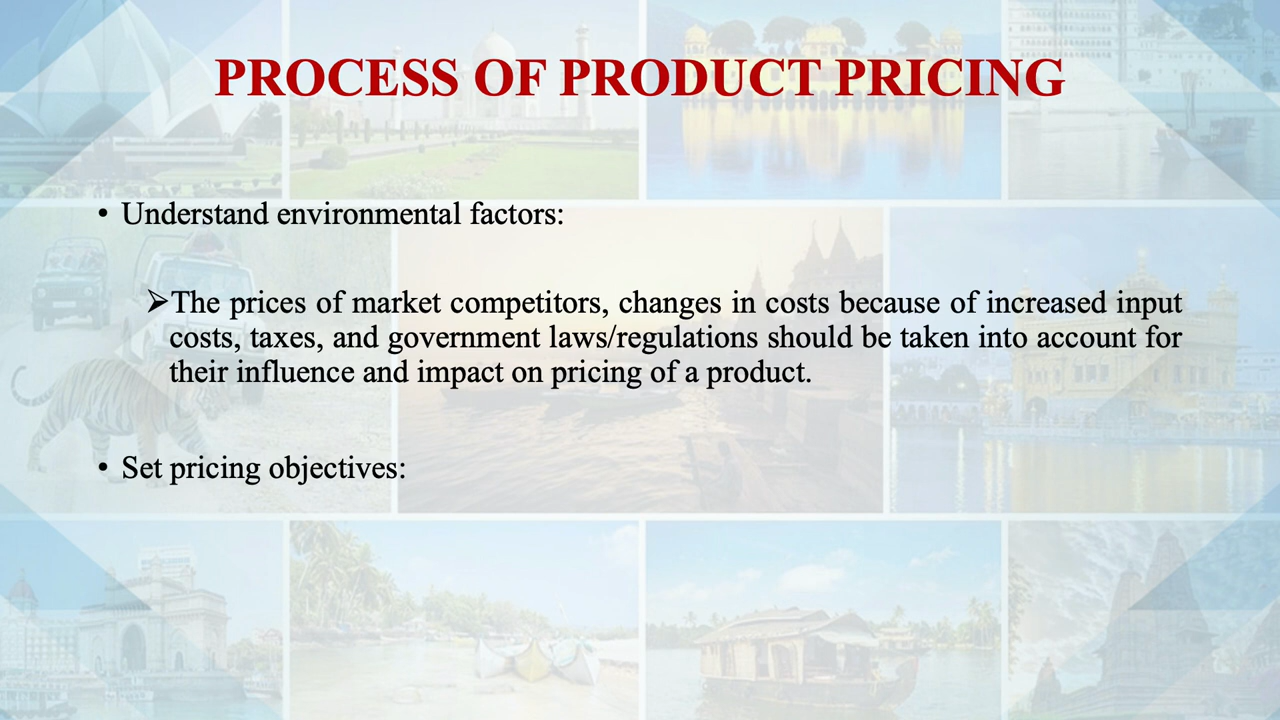 PROCESS OF PRODUCT PRICING
• Understand environmental factors:
➢The prices of market competitors, changes in costs because of increased input
costs, taxes, and government laws/regulations should be taken into account for
their influence and impact on pricing of a product.
• Set pricing objectives: